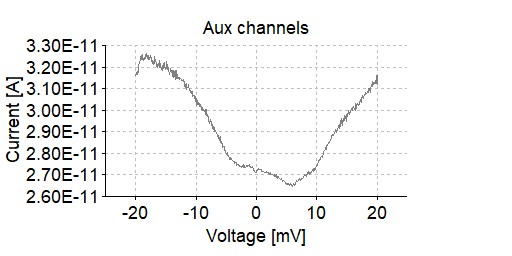 Aux channels
3.30E-11
3.20E-11
3.10E-11
3.00E-11
2.90E-11
2.80E-11
2.70E-11
2.60E-11
Current [A]
-20 -10 0 10 20
Voltage [mV]